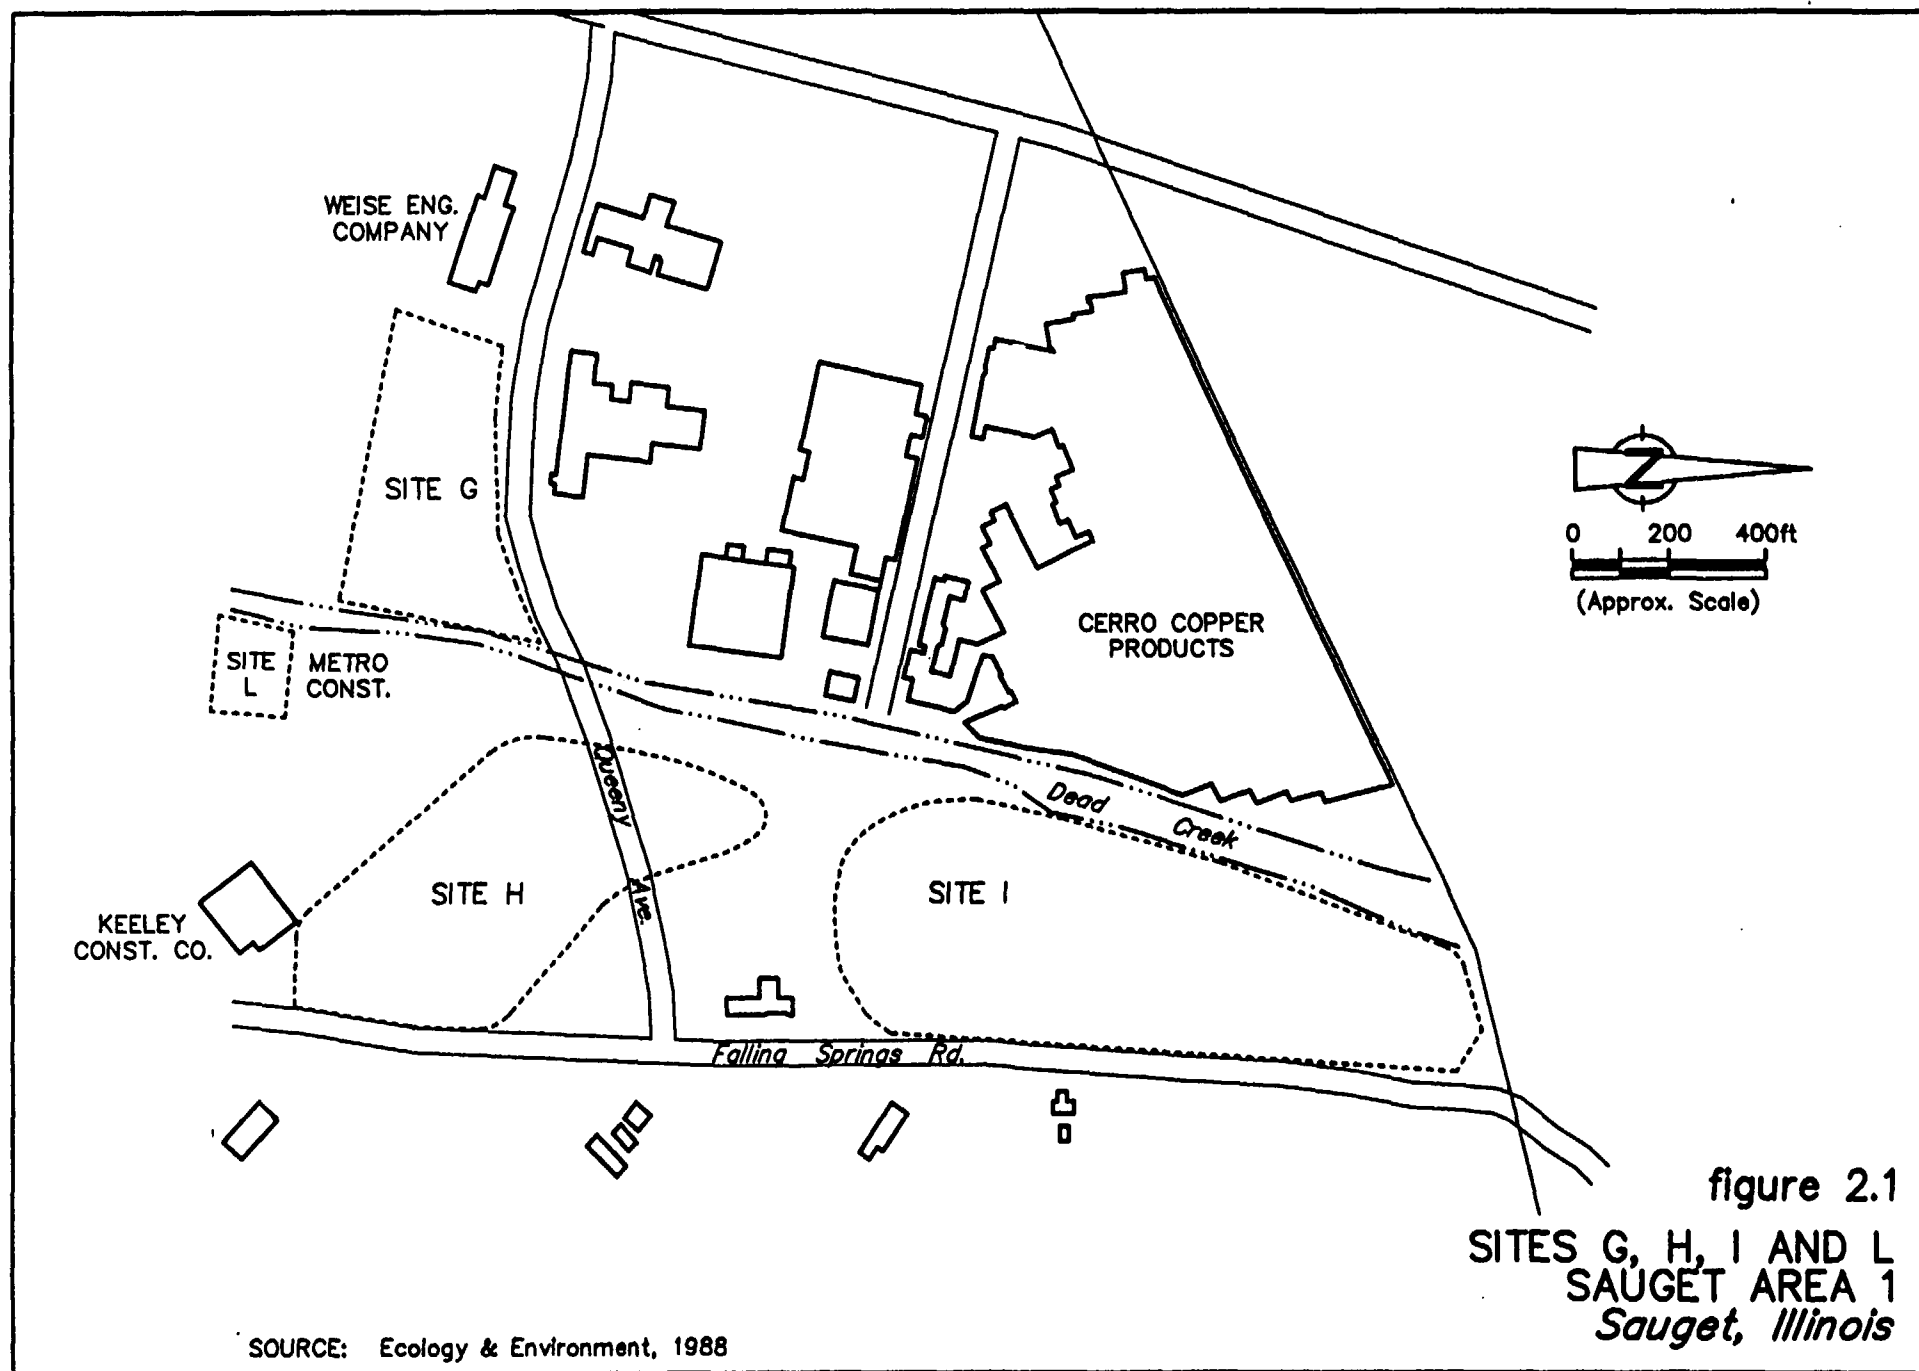 WEISE ENG.
COMPANY
SITE G
N
0 200 400ft
(Approx. Scale)
CERRO COPPER
PRODUCTS
SITE
L
METRO
CONST.
Queeny Ave.
Dead Creek
SITE H
SITE I
KEELEY
CONST. CO.
Falling Springs Rd.
figure 2.1
SITES G, H, I AND L
SAUGET AREA 1
Sauget, Illinois
SOURCE: Ecology & Environment, 1988